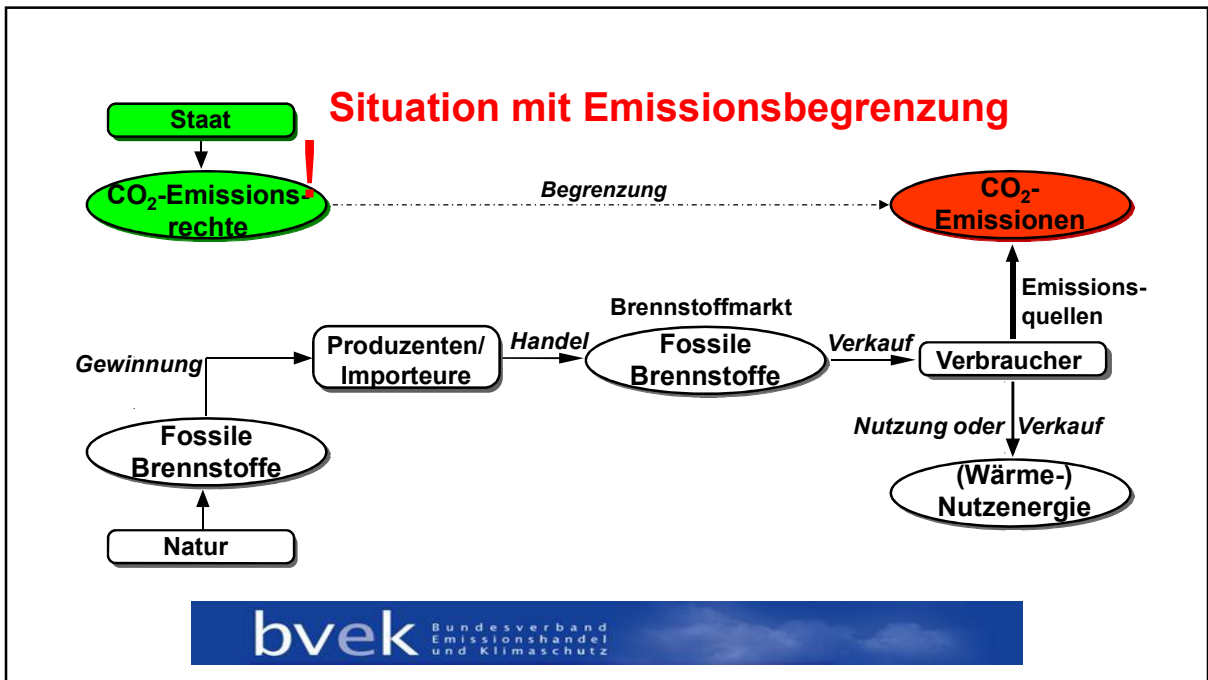 Situation mit Emissionsbegrenzung
Staat
!
CO₂-Emissions-
rechte
Begrenzung
CO₂-
Emissionen
Emissions-
quellen
Brennstoffmarkt
Gewinnung
Produzenten/
Importeure
Handel
Fossile
Brennstoffe
Verkauf
Verbraucher
Fossile
Brennstoffe
Nutzung oder Verkauf
(Wärme-)
Nutzenergie
Natur
bvek
Bundesverband
Emissionshandel
und Klimaschutz